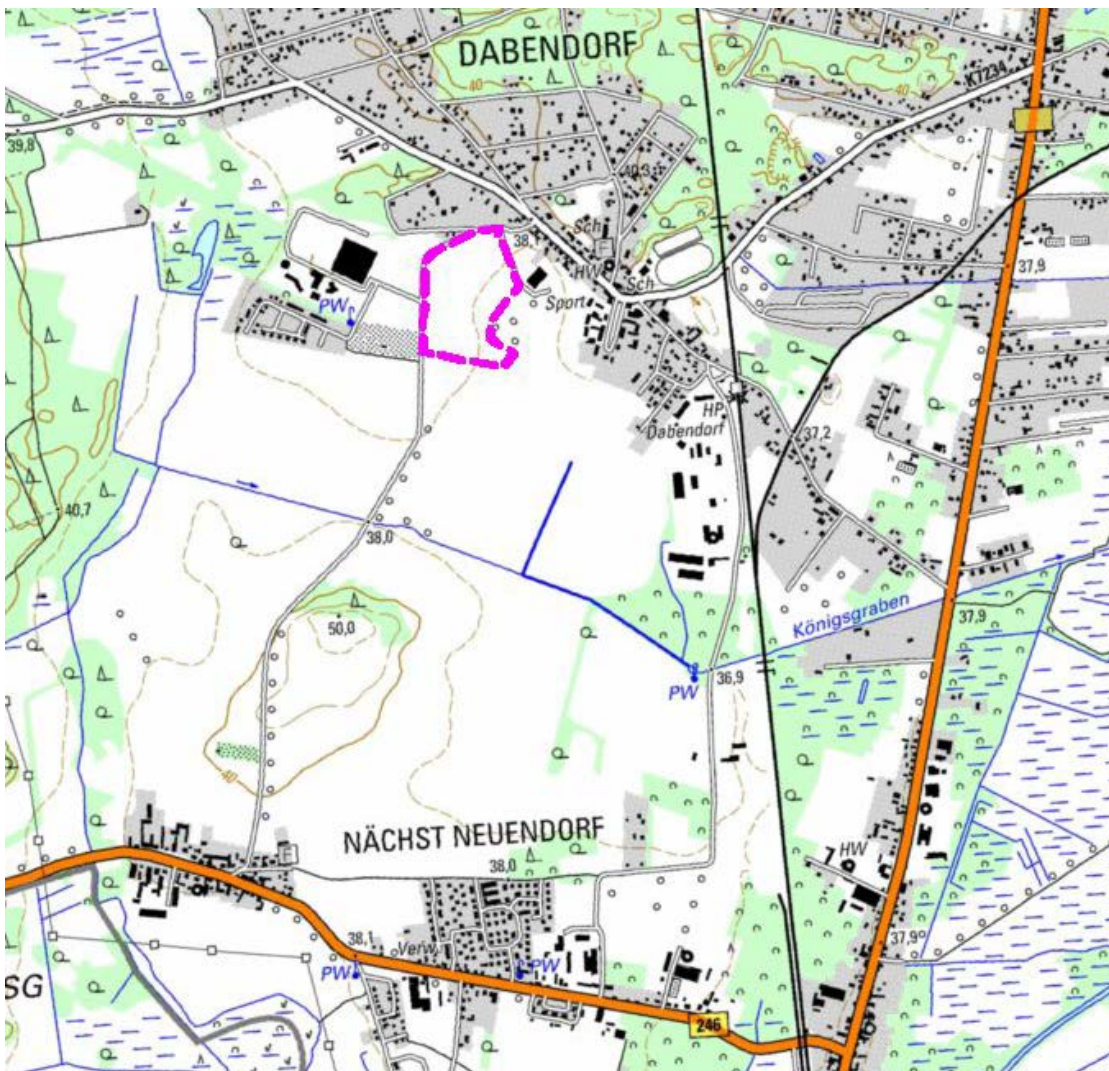 DABENDORF
K7234
40
40
39,8
40,3
38,1
Sch
HW
Sch
Sport
PW
37,9
HP
Dabendorf
37,2
40,7
38,0
50,0
Königsgraben
37,9
PW
36,9
40
NÄCHST NEUENDORF
38,0
HW
38,1
Verw.
PW
PW
37,9
SG
246